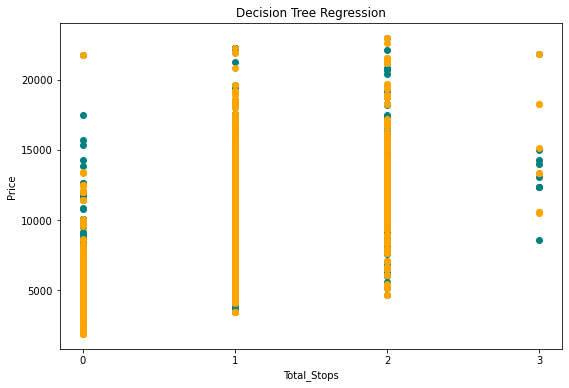 Decision Tree Regression
20000
15000
10000
5000
Price
0 1 2 3
Total_Stops